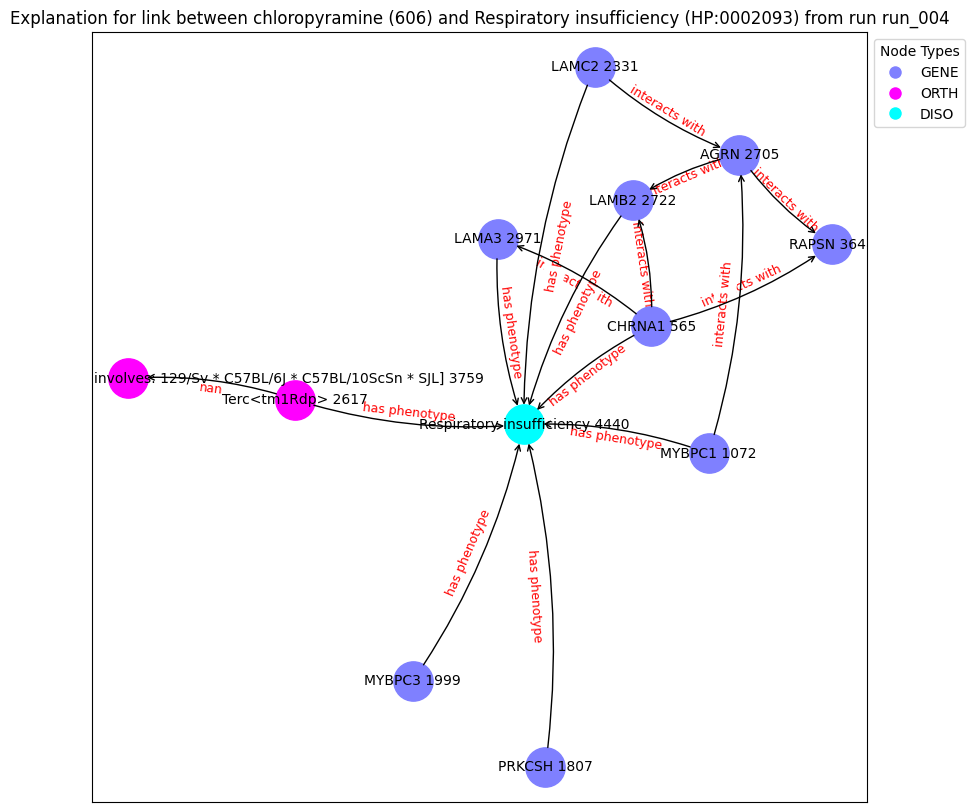 Explanation for link between chloropyramine (606) and Respiratory insufficiency (HP:0002093) from run run_004
Node Types
GENE
ORTH
DISO
LAMC2 2331
interacts with
AGRN 2705
interacts with
interacts with
LAMB2 2722
has phenotype
LAMA3 2971
RAPSN 364
interacts with
interacts with
interacts with
interacts with
has phenotype
has phenotype
CHRNA1 565
has phenotype
involves: 129/Sv * C57BL/6J * C57BL/10ScSn * SJL] 3759
nan
Terc<tm1Rdp> 2617
has phenotype
Respiratory insufficiency 4440
has phenotype
MYBPC1 1072
has phenotype
has phenotype
MYBPC3 1999
PRKCSH 1807